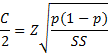 C/2 = Z√(p(1 − p)/SS)